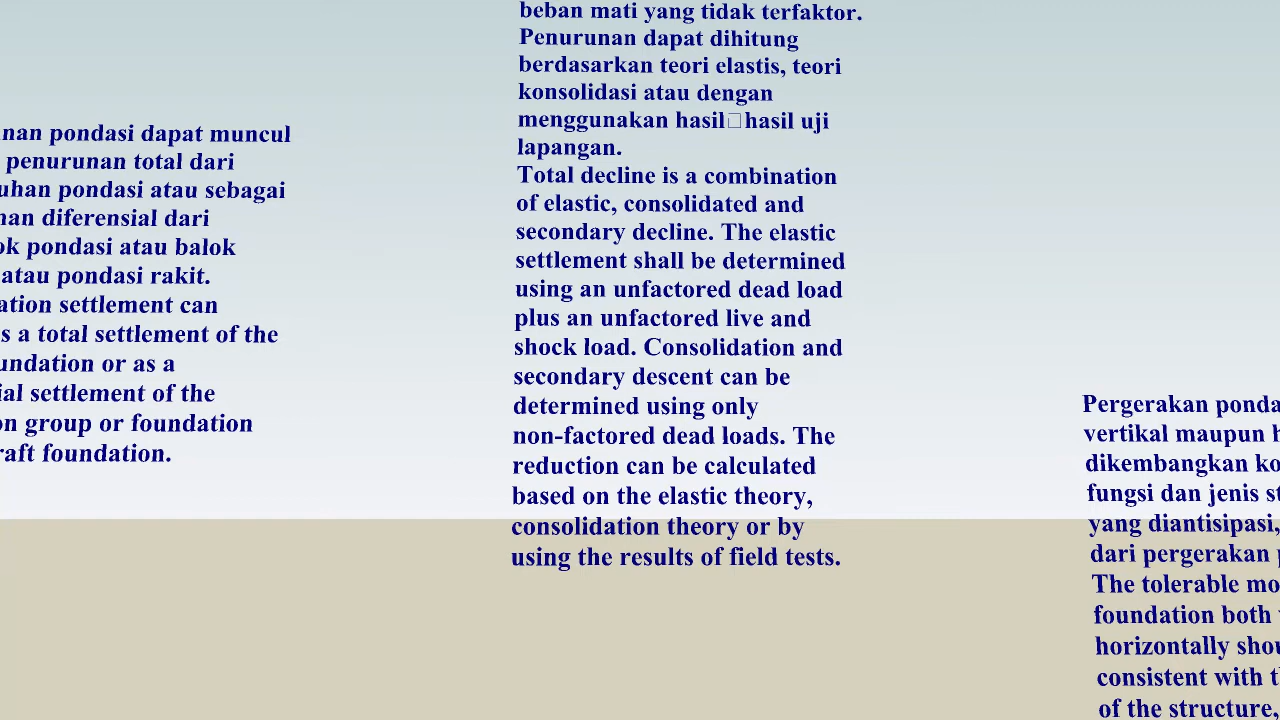 nan pondasi dapat muncul
penurunan total dari
uhan pondasi atau sebagai
nan diferensial dari
ok pondasi atau balok
atau pondasi rakit.
ation settlement can
s a total settlement of the
undation or as a
ial settlement of the
on group or foundation
raft foundation.
beban mati yang tidak terfaktor.
Penurunan dapat dihitung
berdasarkan teori elastis, teori
konsolidasi atau dengan
menggunakan hasil□hasil uji
lapangan.
Total decline is a combination
of elastic, consolidated and
secondary decline. The elastic
settlement shall be determined
using an unfactored dead load
plus an unfactored live and
shock load. Consolidation and
secondary descent can be
determined using only
non-factored dead loads. The
reduction can be calculated
based on the elastic theory,
consolidation theory or by
using the results of field tests.
Pergerakan ponda
vertikal maupun h
dikembangkan ko
fungsi dan jenis st
yang diantisipasi,
dari pergerakan p
The tolerable mo
foundation both v
horizontally shou
consistent with th
of the structure,